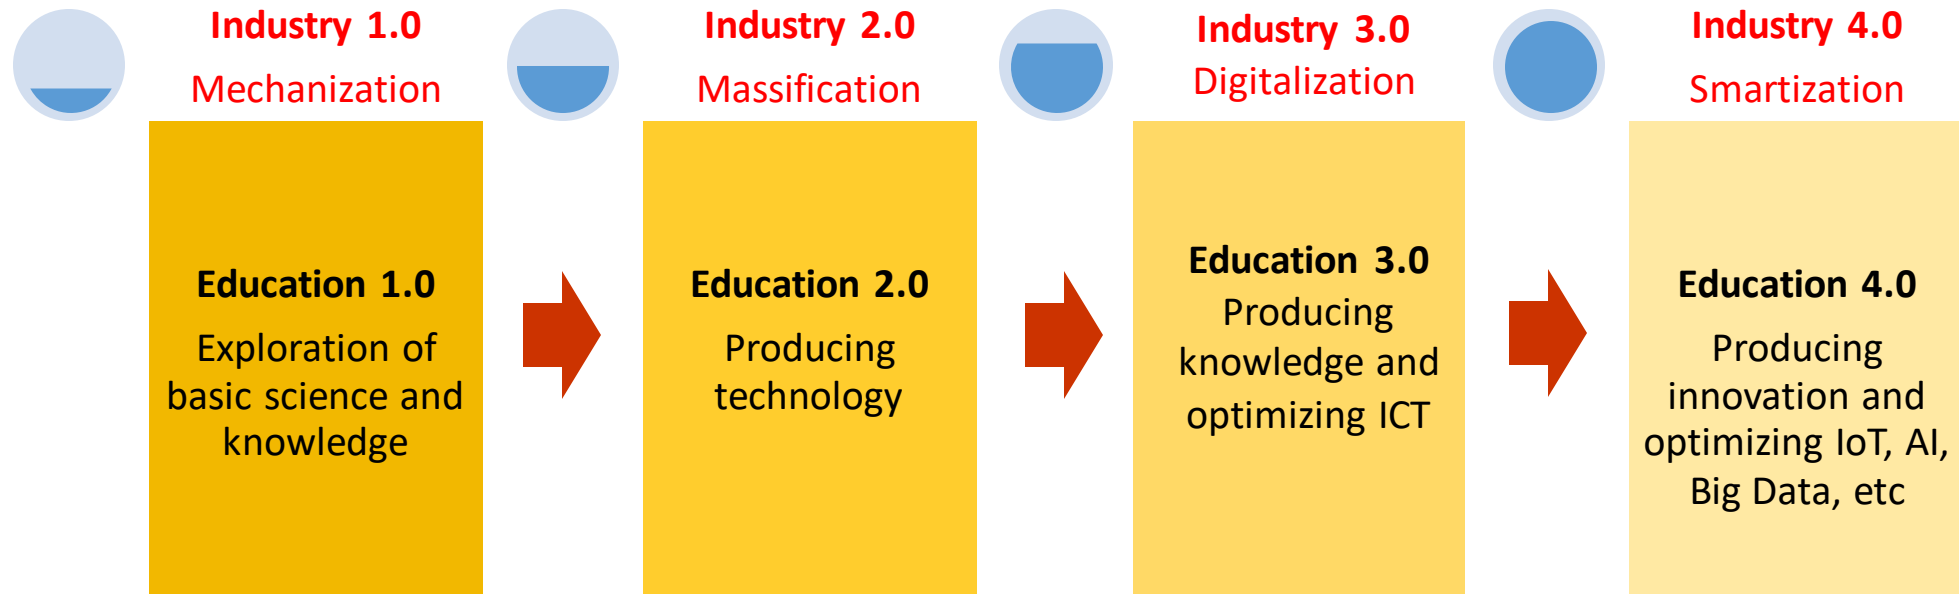 Industry 1.0
Mechanization
Education 1.0
Exploration of
basic science and
knowledge
Industry 2.0
Massification
Education 2.0
Producing
technology
Industry 3.0
Digitalization
Education 3.0
Producing
knowledge and
optimizing ICT
Industry 4.0
Smartization
Education 4.0
Producing
innovation and
optimizing IoT, AI,
Big Data, etc